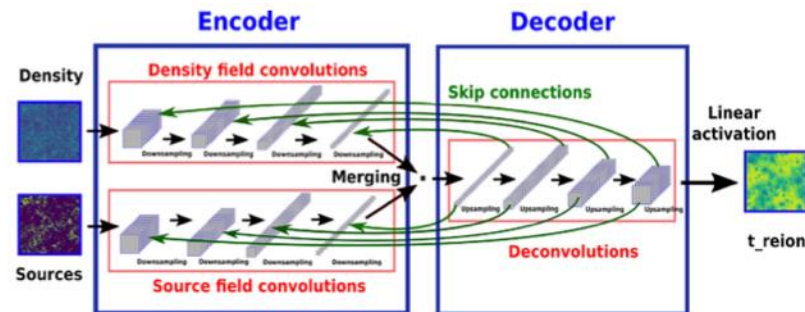 Encoder
Decoder
Density
Density field convolutions
Downsampling Downsampling Downsampling Downsampling
Skip connections
Linear
activation
Merging
Upsampling Upsampling Upsampling Upsampling
Sources
Downsampling Downsampling Downsampling Downsampling
Source field convolutions
Deconvolutions
t_reion